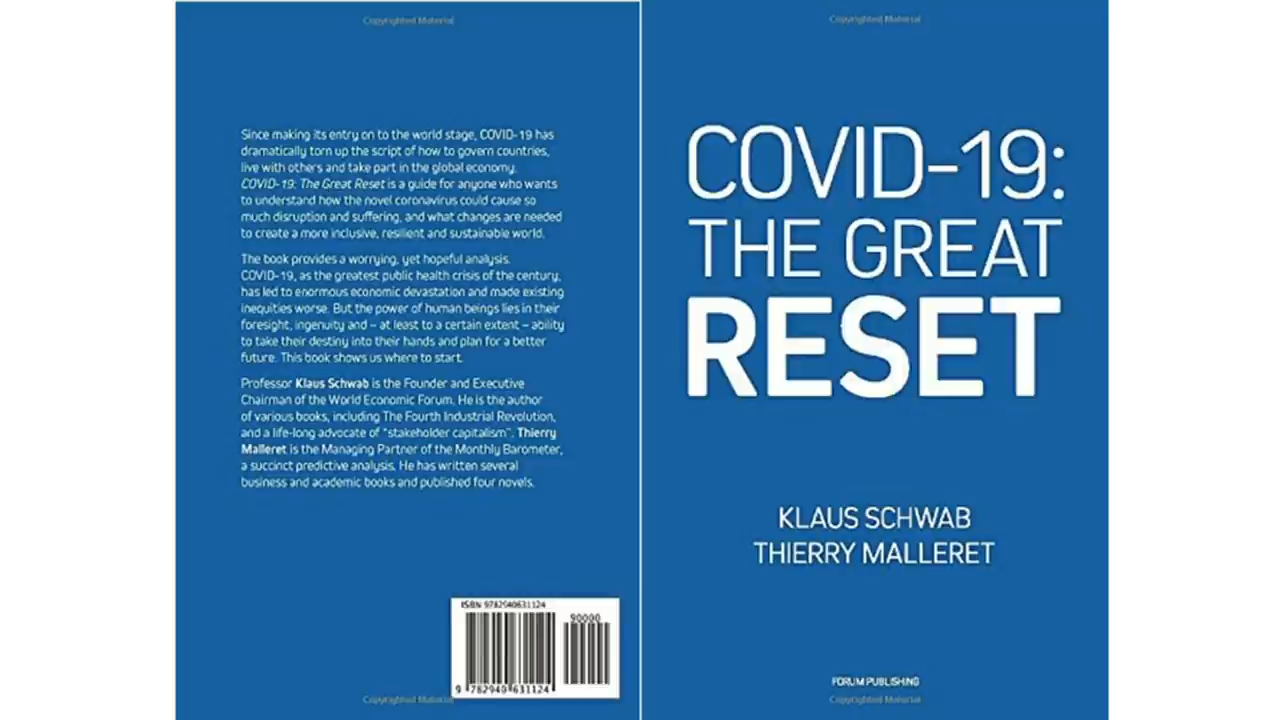 Copyrighted Material
Since making its entry on to the world stage, COVID-19 has
dramatically torn up the script of how to govern countries,
live with others and take part in the global economy.
COVID-19: The Great Reset is a guide for anyone who wants
to understand how the novel coronavirus could cause so
much disruption and suffering, and what changes are needed
to create a more inclusive, resilient and sustainable world.
The book provides a worrying, yet hopeful analysis.
COVID-19, as the greatest public health crisis of the century,
has led to enormous economic devastation and made existing
inequities worse. But the power of human beings lies in their
foresight, ingenuity and – at least to a certain extent – ability
to take their destiny into their hands and plan for a better
future. This book shows us where to start.
Professor Klaus Schwab is the Founder and Executive
Chairman of the World Economic Forum. He is the author
of various books, including The Fourth Industrial Revolution,
and a life-long advocate of "stakeholder capitalism". Thierry
Malleret is the Managing Partner of the Monthly Barometer,
a succinct predictive analysis. He has written several
business and academic books and published four novels.
ISBN 9782940631124
90000
9 782940 631124
Copyrighted Material
Copyrighted Material
COVID-19:
THE GREAT
RESET
KLAUS SCHWAB
THIERRY MALLERET
FORUM PUBLISHING
Copyrighted Material